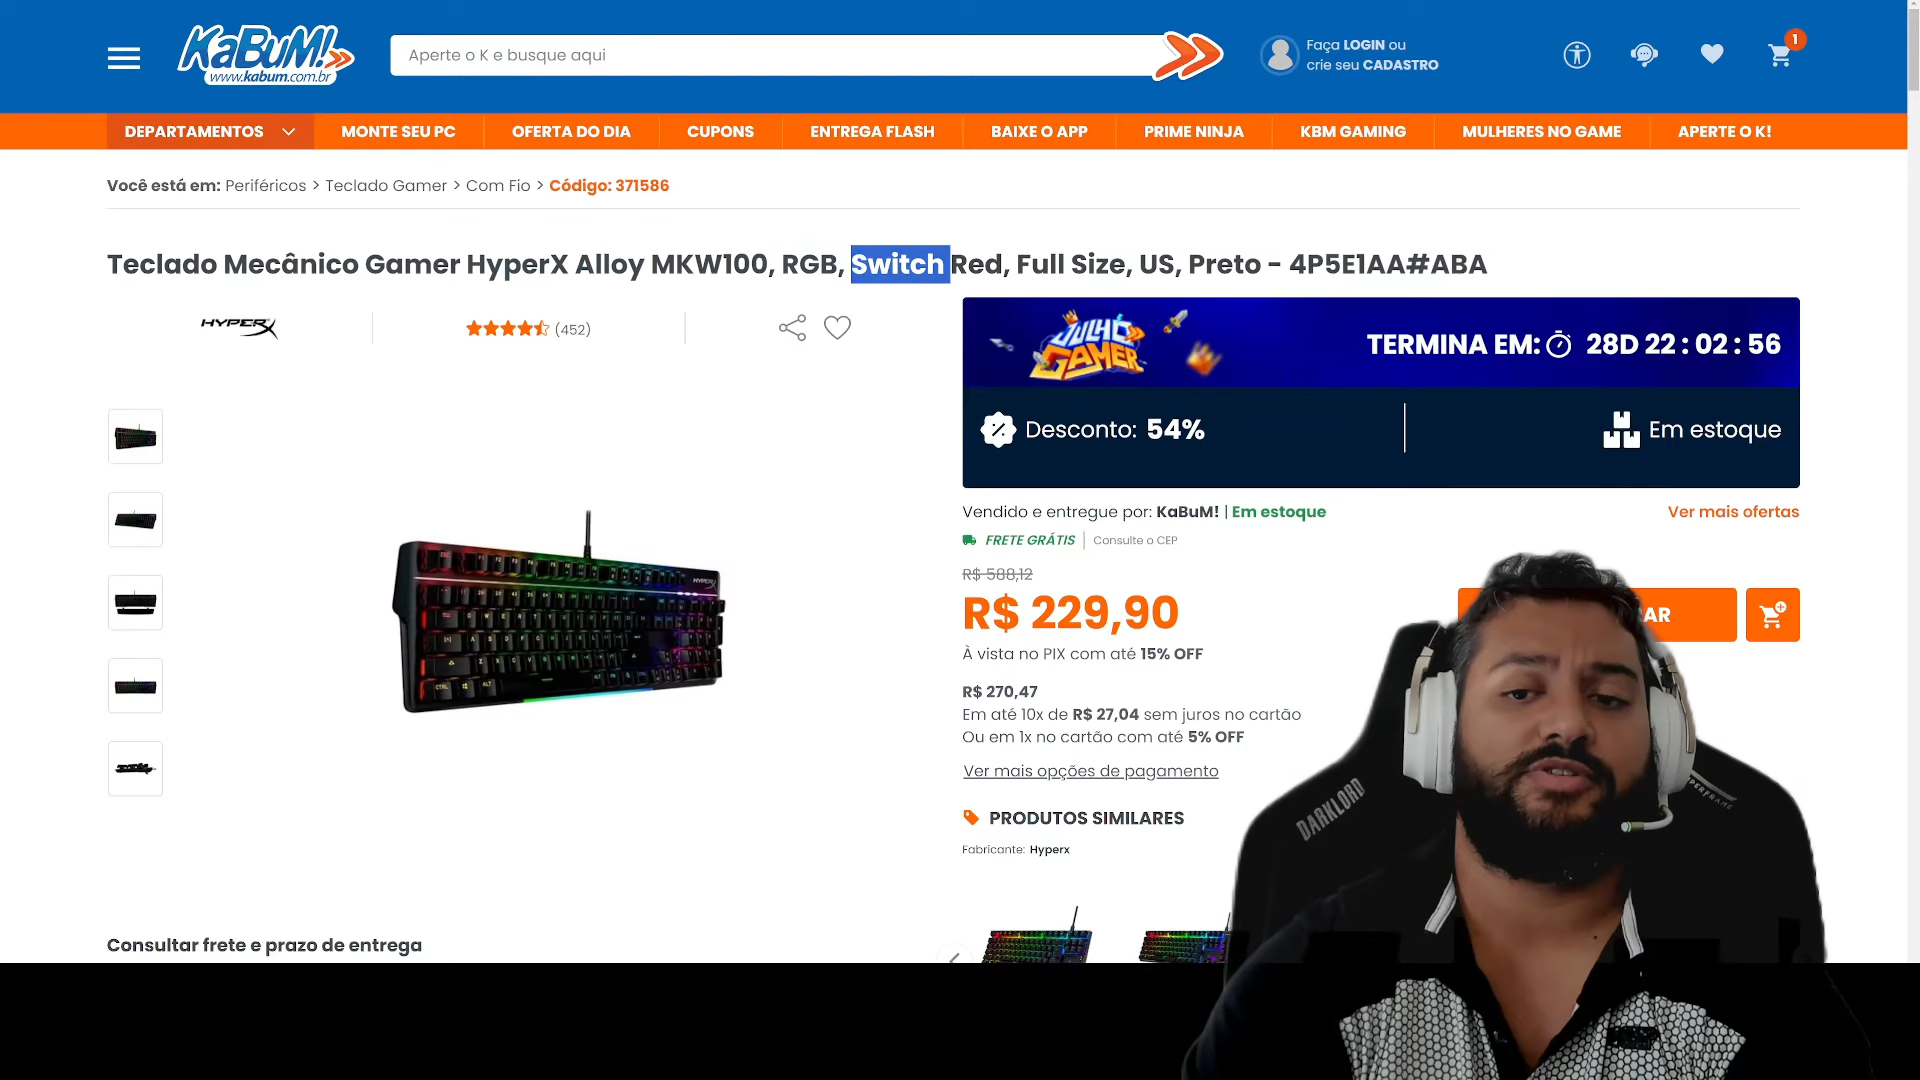 KaBuM!
www.kabum.com.br
Aperte o K e busque aqui
Faça LOGIN ou
crie seu CADASTRO
1
DEPARTAMENTOS
MONTE SEU PC
OFERTA DO DIA
CUPONS
ENTREGA FLASH
BAIXE O APP
PRIME NINJA
KBM GAMING
MULHERES NO GAME
APERTE O K!
Você está em: Periféricos > Teclado Gamer > Com Fio > Código: 371586
Teclado Mecânico Gamer HyperX Alloy MKW100, RGB, Switch Red, Full Size, US, Preto - 4P5E1AA#ABA
HYPERX
(452)
JULHO
GAMER
TERMINA EM: 28D 22 : 02 : 56
Desconto: 54%
Em estoque
Vendido e entregue por: KaBuM! | Em estoque
Ver mais ofertas
FRETE GRÁTIS
Consulte o CEP
R$ 588,12
R$ 229,90
AR
À vista no PIX com até 15% OFF
R$ 270,47
Em até 10x de R$ 27,04 sem juros no cartão
Ou em 1x no cartão com até 5% OFF
Ver mais opções de pagamento
PRODUTOS SIMILARES
Fabricante: Hyperx
DARKLORD
HYPERX
Consultar frete e prazo de entrega